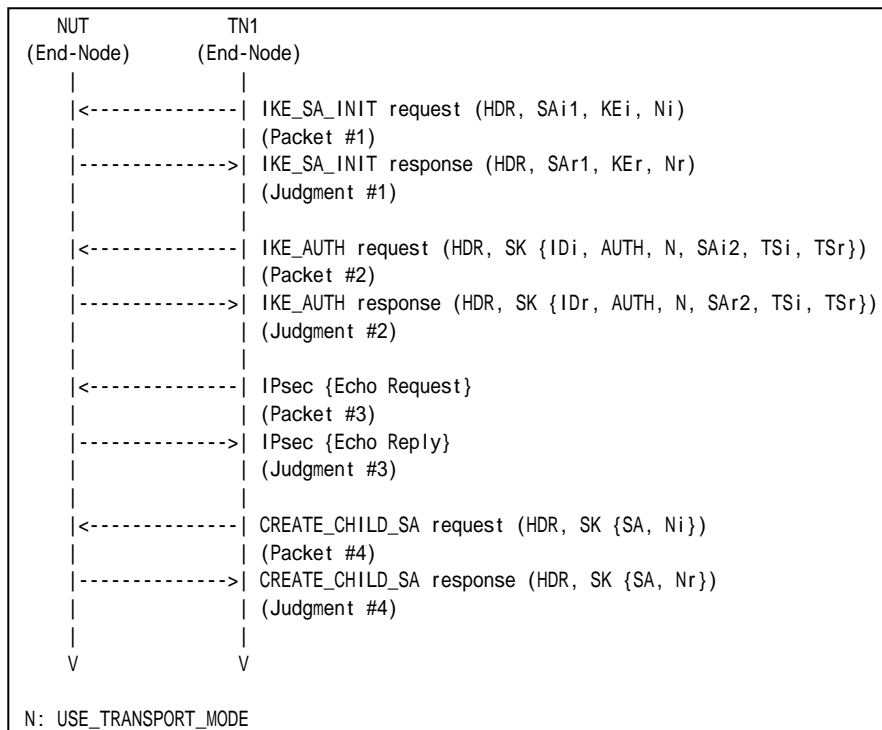 NUT TN1
(End-Node) (End-Node)
| |
|<--------------| IKE_SA_INIT request (HDR, SAi1, KEi, Ni)
| | (Packet #1)
|-------------->| IKE_SA_INIT response (HDR, SAr1, KEr, Nr)
| | (Judgment #1)
| |
|<--------------| IKE_AUTH request (HDR, SK {IDi, AUTH, N, SAi2, TSi, TSr})
| | (Packet #2)
|-------------->| IKE_AUTH response (HDR, SK {IDr, AUTH, N, SAr2, TSi, TSr})
| | (Judgment #2)
| |
|<--------------| IPsec {Echo Request}
| | (Packet #3)
|-------------->| IPsec {Echo Reply}
| | (Judgment #3)
| |
|<--------------| CREATE_CHILD_SA request (HDR, SK {SA, Ni})
| | (Packet #4)
|-------------->| CREATE_CHILD_SA response (HDR, SK {SA, Nr})
| | (Judgment #4)
| |
V V
N: USE_TRANSPORT_MODE